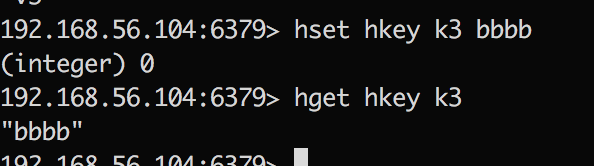 192.168.56.104:6379> hset hkey k3 bbbb
(integer) 0
192.168.56.104:6379> hget hkey k3
"bbbb"
192.168.56.104:6379>